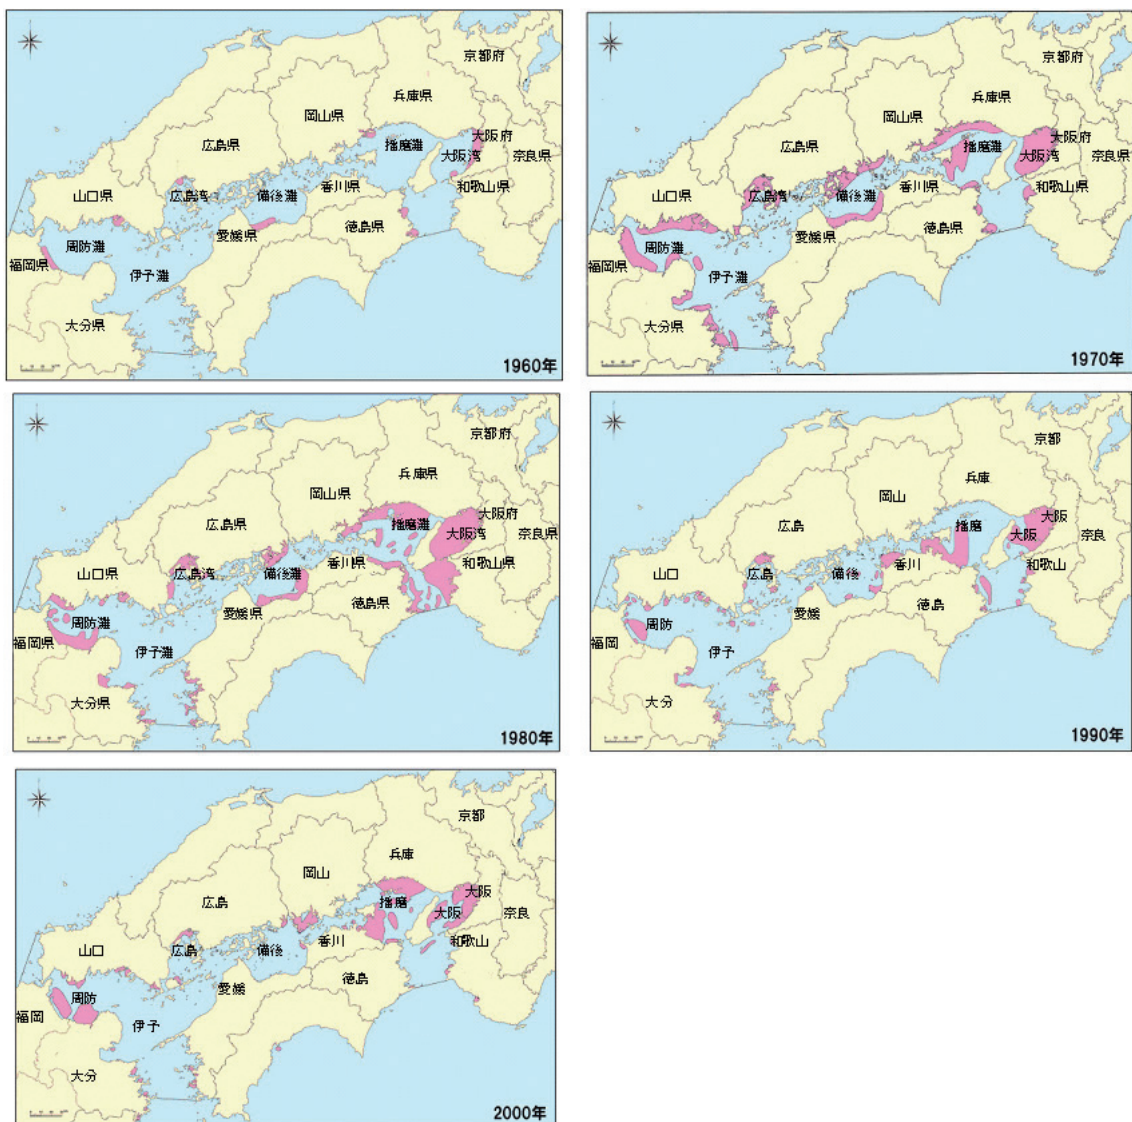 京都府
兵庫県
岡山県
広島県
大阪府
播磨灘
大阪湾
奈良県
山口県
広島湾
備後灘
香川県
和歌山県
愛媛県
徳島県
周防灘
福岡県
伊予灘
大分県
1960年
京都府
兵庫県
岡山県
広島県
大阪府
播磨灘
大阪湾
奈良県
山口県
広島湾
備後灘
香川県
和歌山県
愛媛県
徳島県
周防灘
福岡県
伊予灘
大分県
1970年
京都府
兵庫県
岡山県
広島県
大阪府
播磨灘
大阪湾
奈良県
山口県
広島湾
備後灘
香川県
和歌山県
愛媛県
徳島県
周防灘
福岡県
伊予灘
大分県
1980年
京都
兵庫
岡山
広島
大阪
播磨
大阪
奈良
山口
広島
備後
香川
和歌山
愛媛
徳島
周防
福岡
伊予
大分
1990年
京都
兵庫
岡山
広島
大阪
播磨
大阪
奈良
山口
広島
備後
香川
和歌山
愛媛
徳島
周防
福岡
伊予
大分
2000年